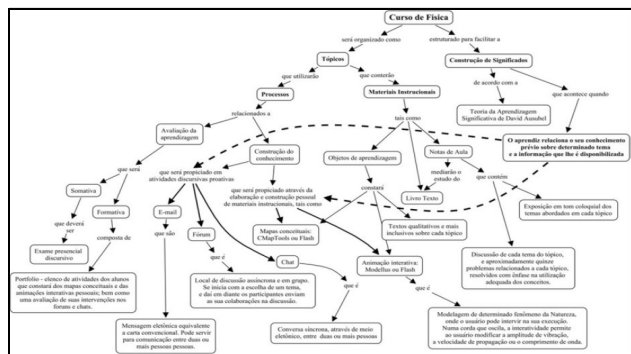 Curso de Física
será organizado como
estruturado para facilitar a
Tópicos
Construção de Significados
que utilizarão
que conterão
de acordo com a
que acontece quando
Processos
Materiais Instrucionais
Teoria da Aprendizagem
Significativa de David Ausubel
relacionados a
tais como
O aprendiz relaciona o seu conhecimento
prévio sobre determinado tema
e a informação que lhe é disponibilizada
Avaliação da
aprendizagem
Construção do
conhecimento
Objetos de aprendizagem
Notas de Aula
que será
que será propiciado em
atividades discursivas proativas
que será propiciado através da
elaboração e construção pessoal
de materiais instrucionais, tais como
constará
mediarão o
estudo do
que contém
Somativa
Formativa
Livro Texto
Exposição em tom coloquial dos
temas abordados em cada tópico
que deverá
ser
composta de
E-mail
Fórum
Mapas conceituais:
CMapTools ou Flash
Textos qualitativos e mais
inclusivos sobre cada tópico
Exame presencial
discursivo
que são
que é
Chat
Animação interativa:
Modellus ou Flash
Discussão de cada tema do tópico,
e aproximadamente quinze
problemas relacionados a cada tópico,
resolvidos com ênfase na utilização
adequada dos conceitos.
Portfolio - elenco de atividades dos alunos
que constará dos mapas conceituais e das
animações interativas pessoais; bem como
uma avaliação de suas intervenções nos
foruns e chats.
Local de discussão assíncrona e em grupo.
Se inicia com a escolha de um tema,
e daí em diante os participantes enviam
as sua colaborações na discussão.
que é
que é
Mensagem eletônica equivalente
a carta convencional. Pode servir
para comunicação entre duas ou
mais pessoas pessoas.
Conversa síncrona, através de meio
eletônico, entre duas ou mais pessoas
Modelagem de determinado fenômeno da Natureza,
onde o usuário pode intervir na sua execução.
Numa corda que oscila, a interatividade permite
ao usuário modificar a amplitude de vibração,
a velocidade de propagação ou o comprimento de onda.